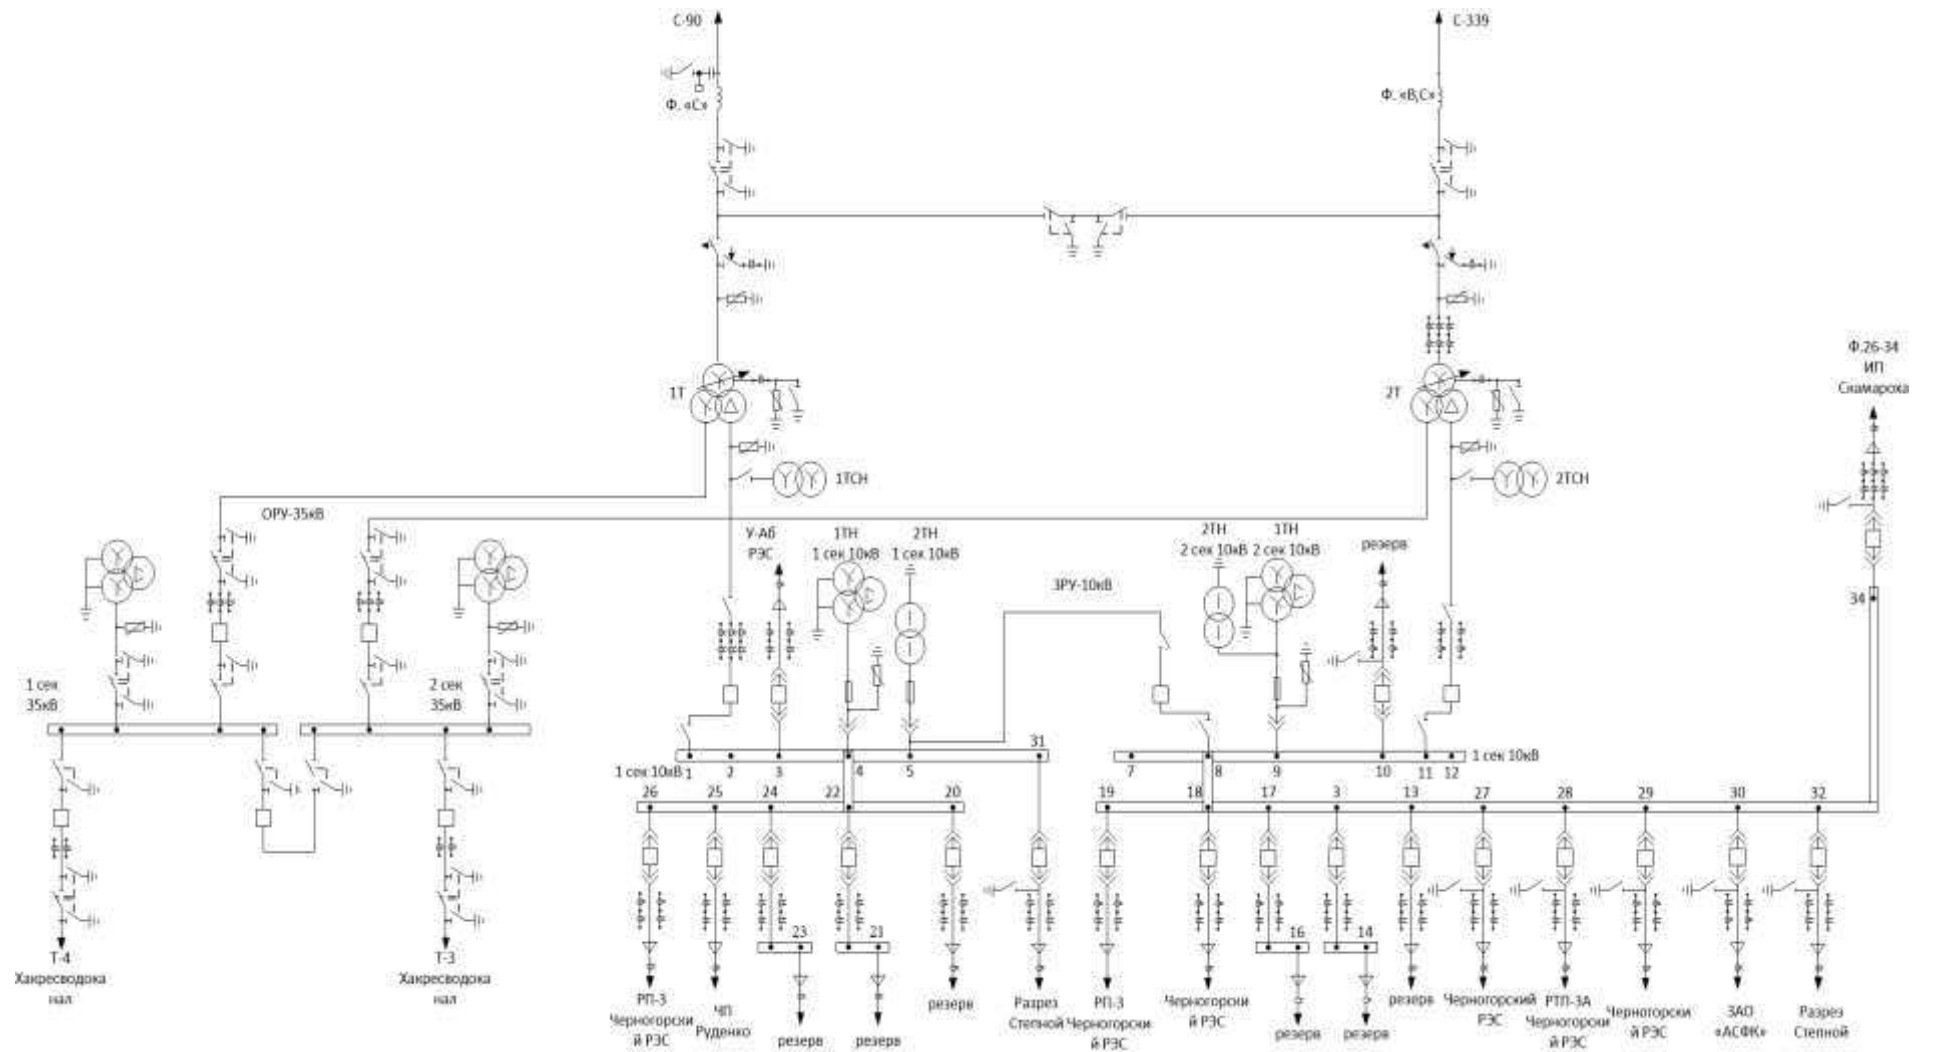 С-90
С-339
Ф. «С»
Ф. «В,С»
1Т
2Т
Ф.26-34
ИП
Скамароха
1ТСН
2ТСН
ОРУ-35кВ
У-Аб
РЭС
1ТН
1 сек 10кВ
2ТН
1 сек 10кВ
2ТН
2 сек 10кВ
1ТН
2 сек 10кВ
резерв
ЗРУ-10кВ
34
1 сек
35кВ
2 сек
35кВ
31
1 сек 10кВ
1
2
3
4
5
7
8
9
10
11
12
1 сек 10кВ
26
25
24
22
20
19
18
17
3
13
27
28
29
30
32
23
21
16
14
Т-4
Хакресводока
нал
Т-3
Хакресводока
нал
РП-3
Черногорски
й РЭС
ЧП
Руденко
резерв
резерв
резерв
Разрез
Степной
РП-3
Черногорски
й РЭС
Черногорски
й РЭС
резерв
резерв
резерв
Черногорский
РЭС
РТП-3А
Черногорски
й РЭС
Черногорски
й РЭС
ЗАО
«АСФК»
Разрез
Степной